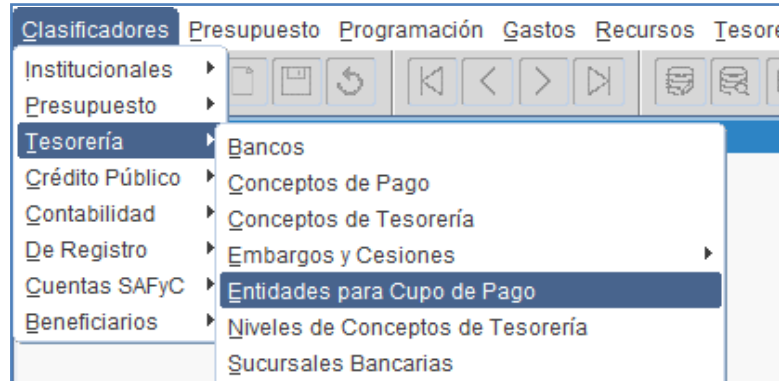 Clasificadores Presupuesto Programación Gastos Recursos Tesore
Institucionales
Presupuesto
Tesorería
Crédito Público
Contabilidad
De Registro
Cuentas SAFyC
Beneficiarios
Bancos
Conceptos de Pago
Conceptos de Tesorería
Embargos y Cesiones
Entidades para Cupo de Pago
Niveles de Conceptos de Tesorería
Sucursales Bancarias